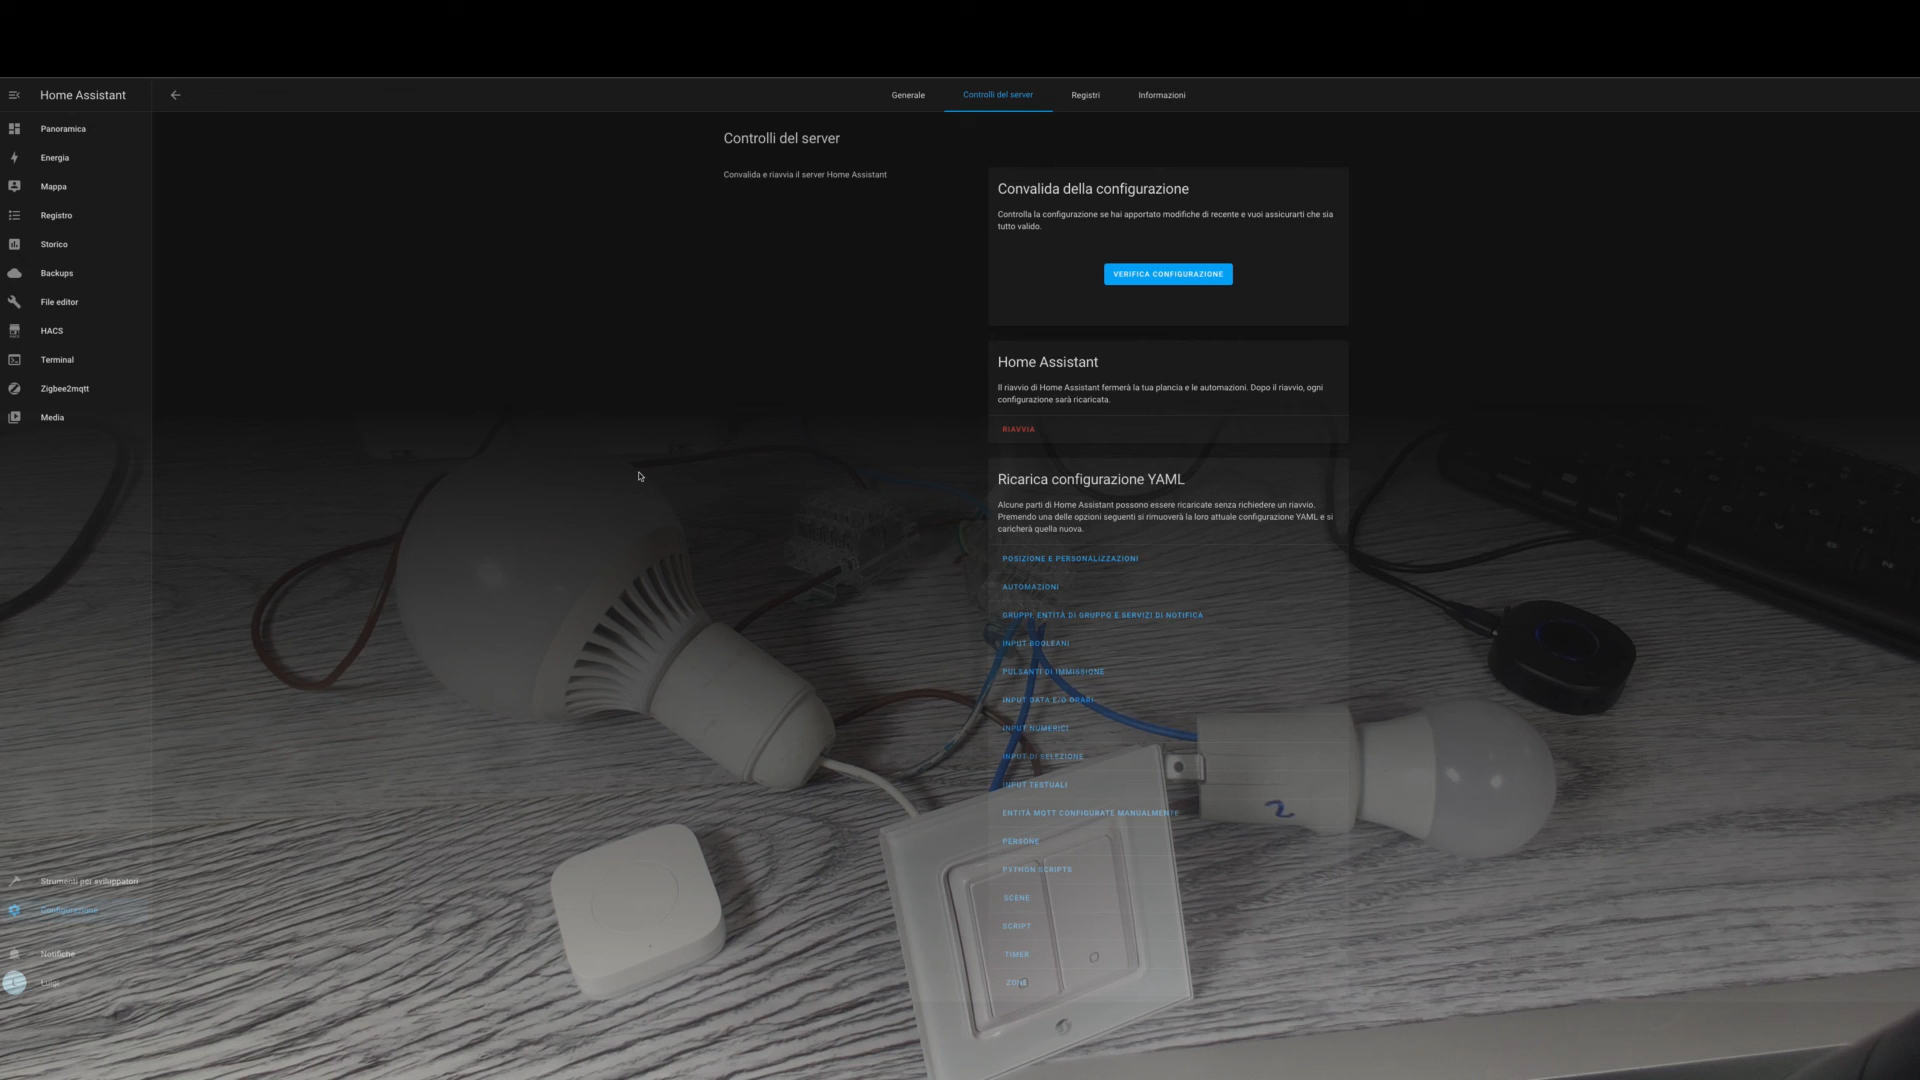 Home Assistant
Generale
Controlli del server
Registri
Informazioni
Panoramica
Energia
Mappa
Registro
Storico
Backups
File editor
HACS
Terminal
Zigbee2mqtt
Media
Strumenti per sviluppatori
Configurazione
Notifiche
Luigi
Controlli del server
Convalida e riavvia il server Home Assistant
Convalida della configurazione
Controlla la configurazione se hai apportato modifiche di recente e vuoi assicurarti che sia
tutto valido.
VERIFICA CONFIGURAZIONE
Home Assistant
Il riavvio di Home Assistant fermerà la tua plancia e le automazioni. Dopo il riavvio, ogni
configurazione sarà ricaricata.
RIAVVIA
Ricarica configurazione YAML
Alcune parti di Home Assistant possono essere ricaricate senza richiedere un riavvio.
Premendo una delle opzioni seguenti si rimuoverà la loro attuale configurazione YAML e si
caricherà quella nuova.
POSIZIONE E PERSONALIZZAZIONI
AUTOMAZIONI
GRUPPI, ENTITÀ DI GRUPPO E SERVIZI DI NOTIFICA
INPUT BOOLEANI
PULSANTI DI IMMISSIONE
INPUT DATA E/O ORARI
INPUT NUMERICI
INPUT DI SELEZIONE
INPUT TESTUALI
ENTITÀ MQTT CONFIGURATE MANUALMENTE
PERSONE
PYTHON SCRIPTS
SCENE
SCRIPT
TIMER
ZONE
2